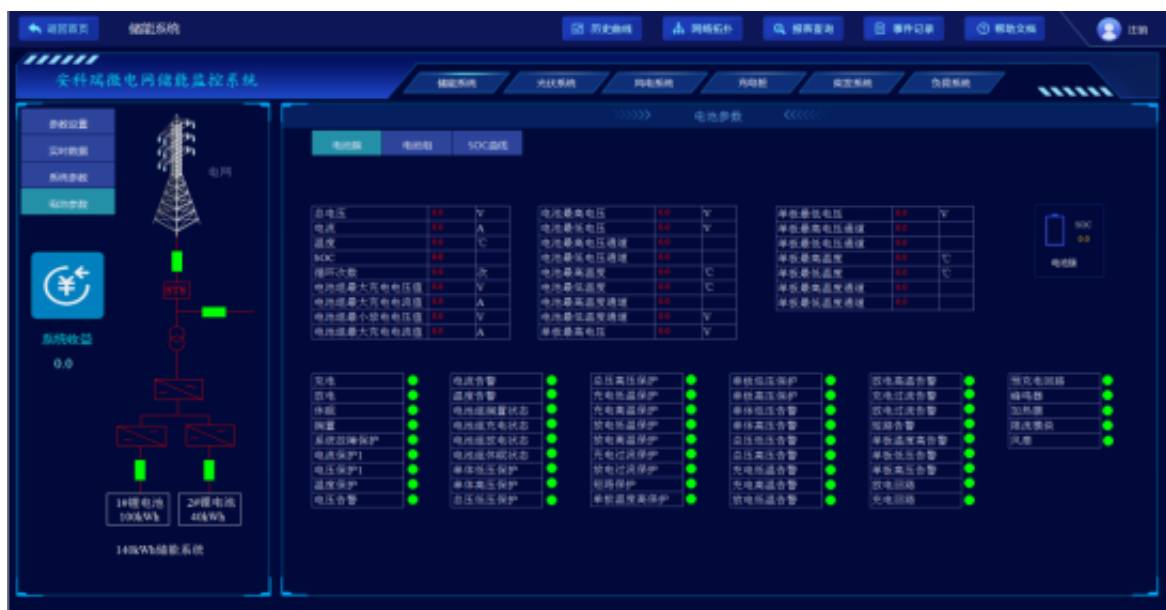 返回首页 储能系统 历史曲线 网络拓扑 报表查询 事件记录 帮助文档 注销
安科瑞微电网储能监控系统 储能系统 光伏系统 充电桩 负荷系统
参数设置
实时数据
系统参数
电池参数
电网
STS
系统收益
0.0
1#锂电池
100kWh
2#锂电池
40kWh
140kWh储能系统
电池参数
电池簇 电池组 SOC曲线
总电压 0.0 V
电流 0.0 A
温度 0.0 ℃
SOC 0.0
循环次数 0.0 次
电池组最大充电电压值 0.0 V
电池组最大充电电流值 0.0 A
电池组最小放电电压值 0.0 V
电池组最大充电电流值 0.0 A
电池最高电压 0.0 V
电池最低电压 0.0 V
电池最高电压通道 0.0
电池最低电压通道 0.0
电池最高温度 0.0 ℃
电池最低温度 0.0 ℃
电池最高温度通道 0.0 
电池最低温度通道 0.0 V
单板最高电压 0.0 V
单板最低电压 0.0 V
单板最高电压通道 0.0
单板最低电压通道 0.0
单板最高温度 0.0 ℃
单板最低温度 0.0 ℃
单板最高温度通道 0.0
单板最低温度通道 0.0
SOC
0.0
电池簇
充电
放电
休眠
搁置
系统故障保护
电流保护1
电压保护1
温度保护
电压告警
电流告警
温度告警
电池组搁置状态
电池组充电状态
电池组放电状态
电池组休眠状态
单体低压保护
单体高压保护
总压低压保护
总压高压保护
充电低温保护
充电高温保护
放电低温保护
放电高温保护
充电过流保护
放电过流保护
短路保护
单板温度高保护
单板低压保护
单板高压保护
单体低压告警
单体高压告警
总压低压告警
总压高压告警
充电低温告警
充电高温告警
放电低温告警
放电高温告警
充电过流告警
放电过流告警
短路告警
单板温度高告警
单板低压告警
单板高压告警
放电回路
充电回路
预充电回路
蜂鸣器
加热膜
限流模块
风扇